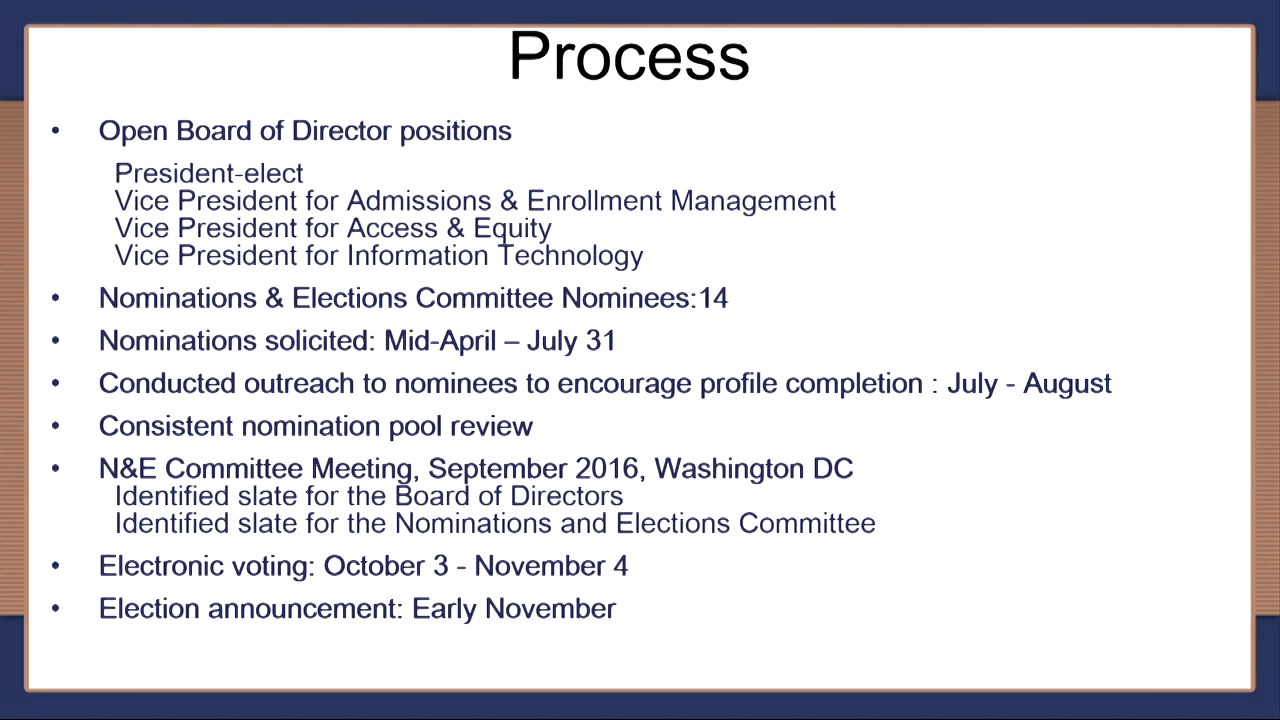 Process
• Open Board of Director positions
President-elect
Vice President for Admissions & Enrollment Management
Vice President for Access & Equity
Vice President for Information Technology
• Nominations & Elections Committee Nominees:14
• Nominations solicited: Mid-April – July 31
• Conducted outreach to nominees to encourage profile completion : July - August
• Consistent nomination pool review
• N&E Committee Meeting, September 2016, Washington DC
Identified slate for the Board of Directors
Identified slate for the Nominations and Elections Committee
• Electronic voting: October 3 - November 4
• Election announcement: Early November